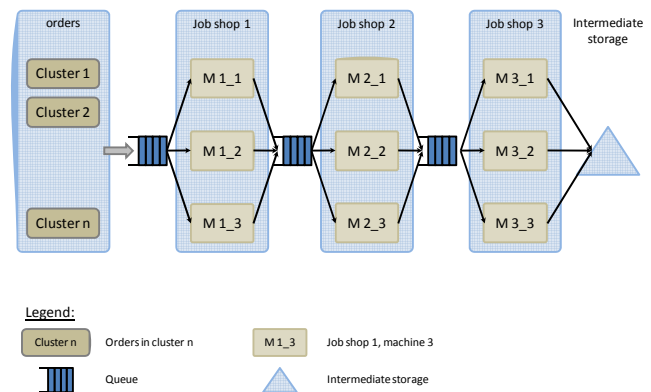 orders
Job shop 1
Job shop 2
Job shop 3
Intermediate
storage
Cluster 1
Cluster 2
Cluster n
M 1_1
M 1_2
M 1_3
M 2_1
M 2_2
M 2_3
M 3_1
M 3_2
M 3_3
Legend:
Cluster n
Orders in cluster n
M 1_3
Job shop 1, machine 3
Queue
Intermediate storage